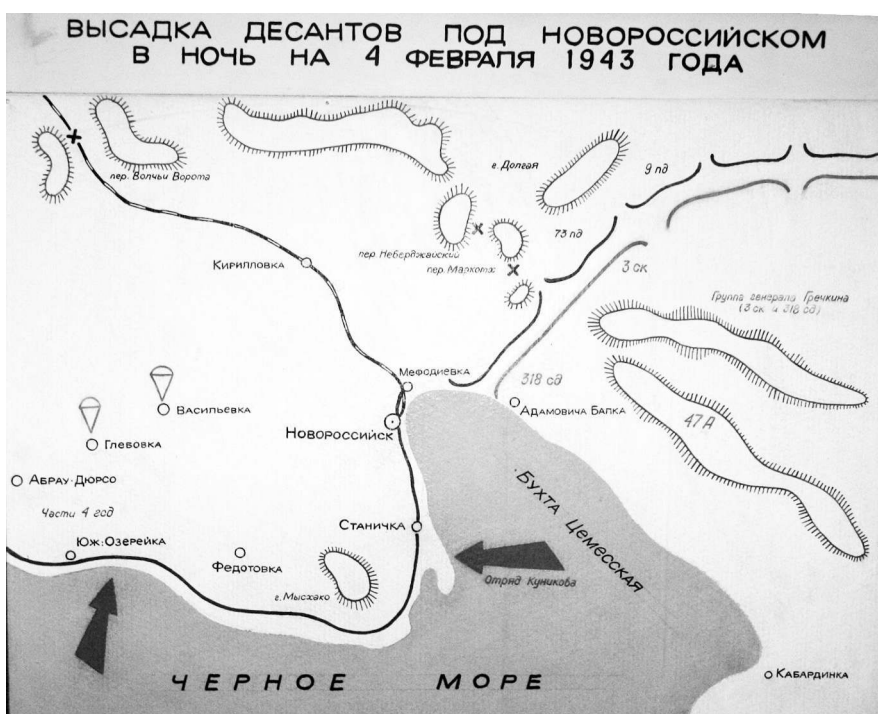 ВЫСАДКА ДЕСАНТОВ ПОД НОВОРОССИЙСКОМ
В НОЧЬ НА 4 ФЕВРАЛЯ 1943 ГОДА
пер. Волчьи Ворота
г. Долгая
9 пд
73 пд
пер. Неберджайский
пер. Маркотх
3 ск
Кирилловка
Группа генерала Гречкина
(3 ск и 318 сд)
Мефодиевка
318 сд
Адамовича Балка
47 А
Васильевка
Новороссийск
Глебовка
Абрау-Дюрсо
Бухта Цемесская
Части 4 год
Станичка
Юж. Озерейка
Федотовка
Отряд Куникова
г. Мысхако
ЧЕРНОЕ МОРЕ
Кабардинка